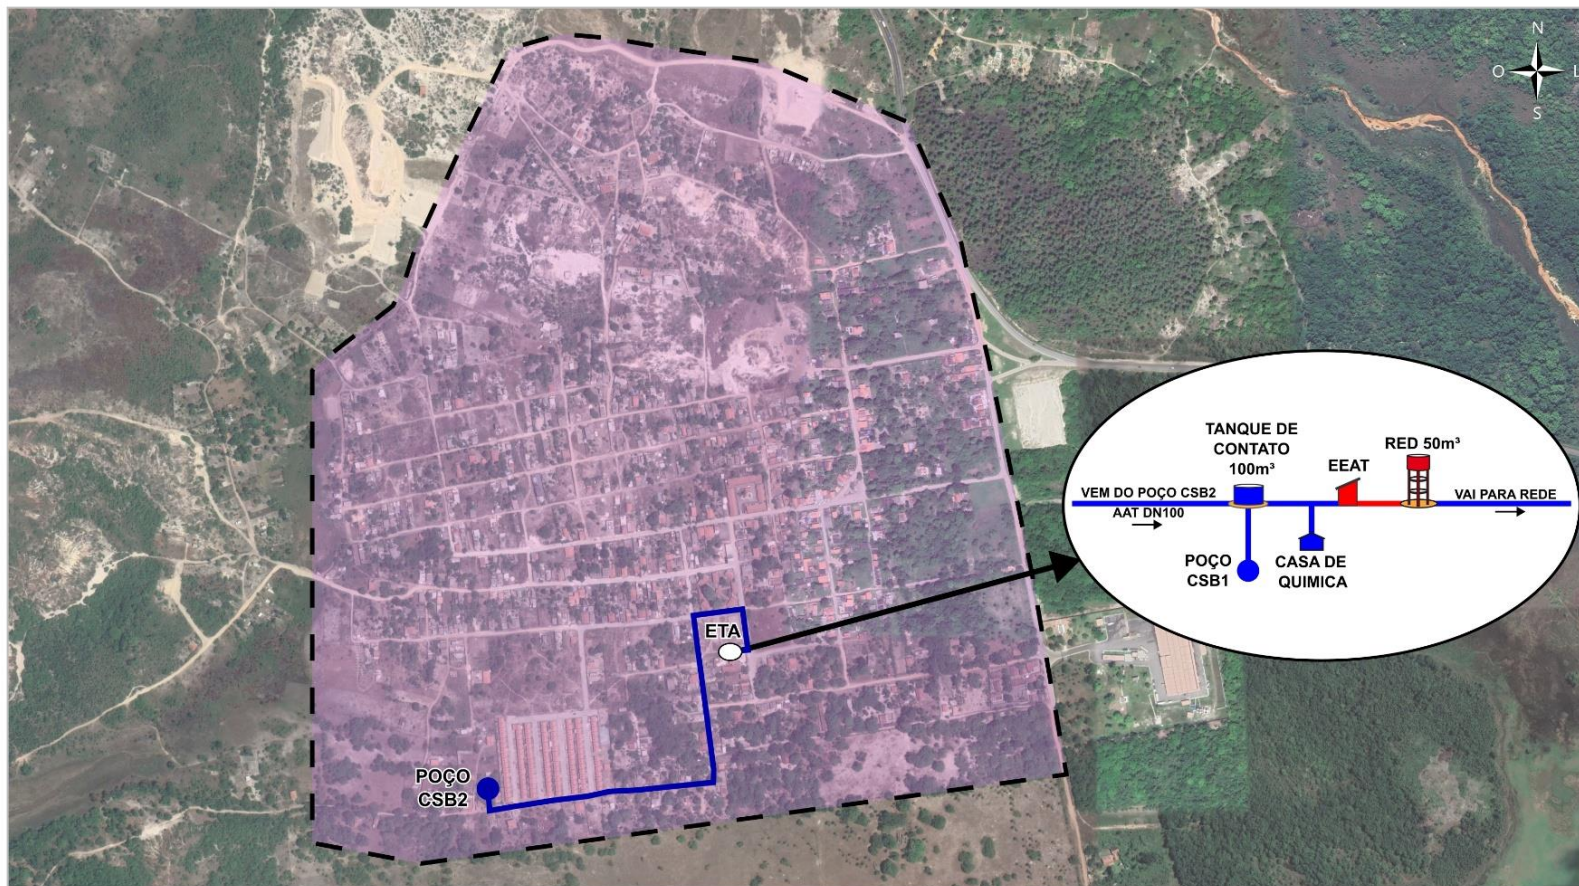 N
O
L
S
TANQUE DE
CONTATO
100m³
RED 50m³
EEAT
VEM DO POÇO CSB2
VAI PARA REDE
AAT DN100
POÇO
CSB1
CASA DE
QUIMICA
ETA
POÇO
CSB2